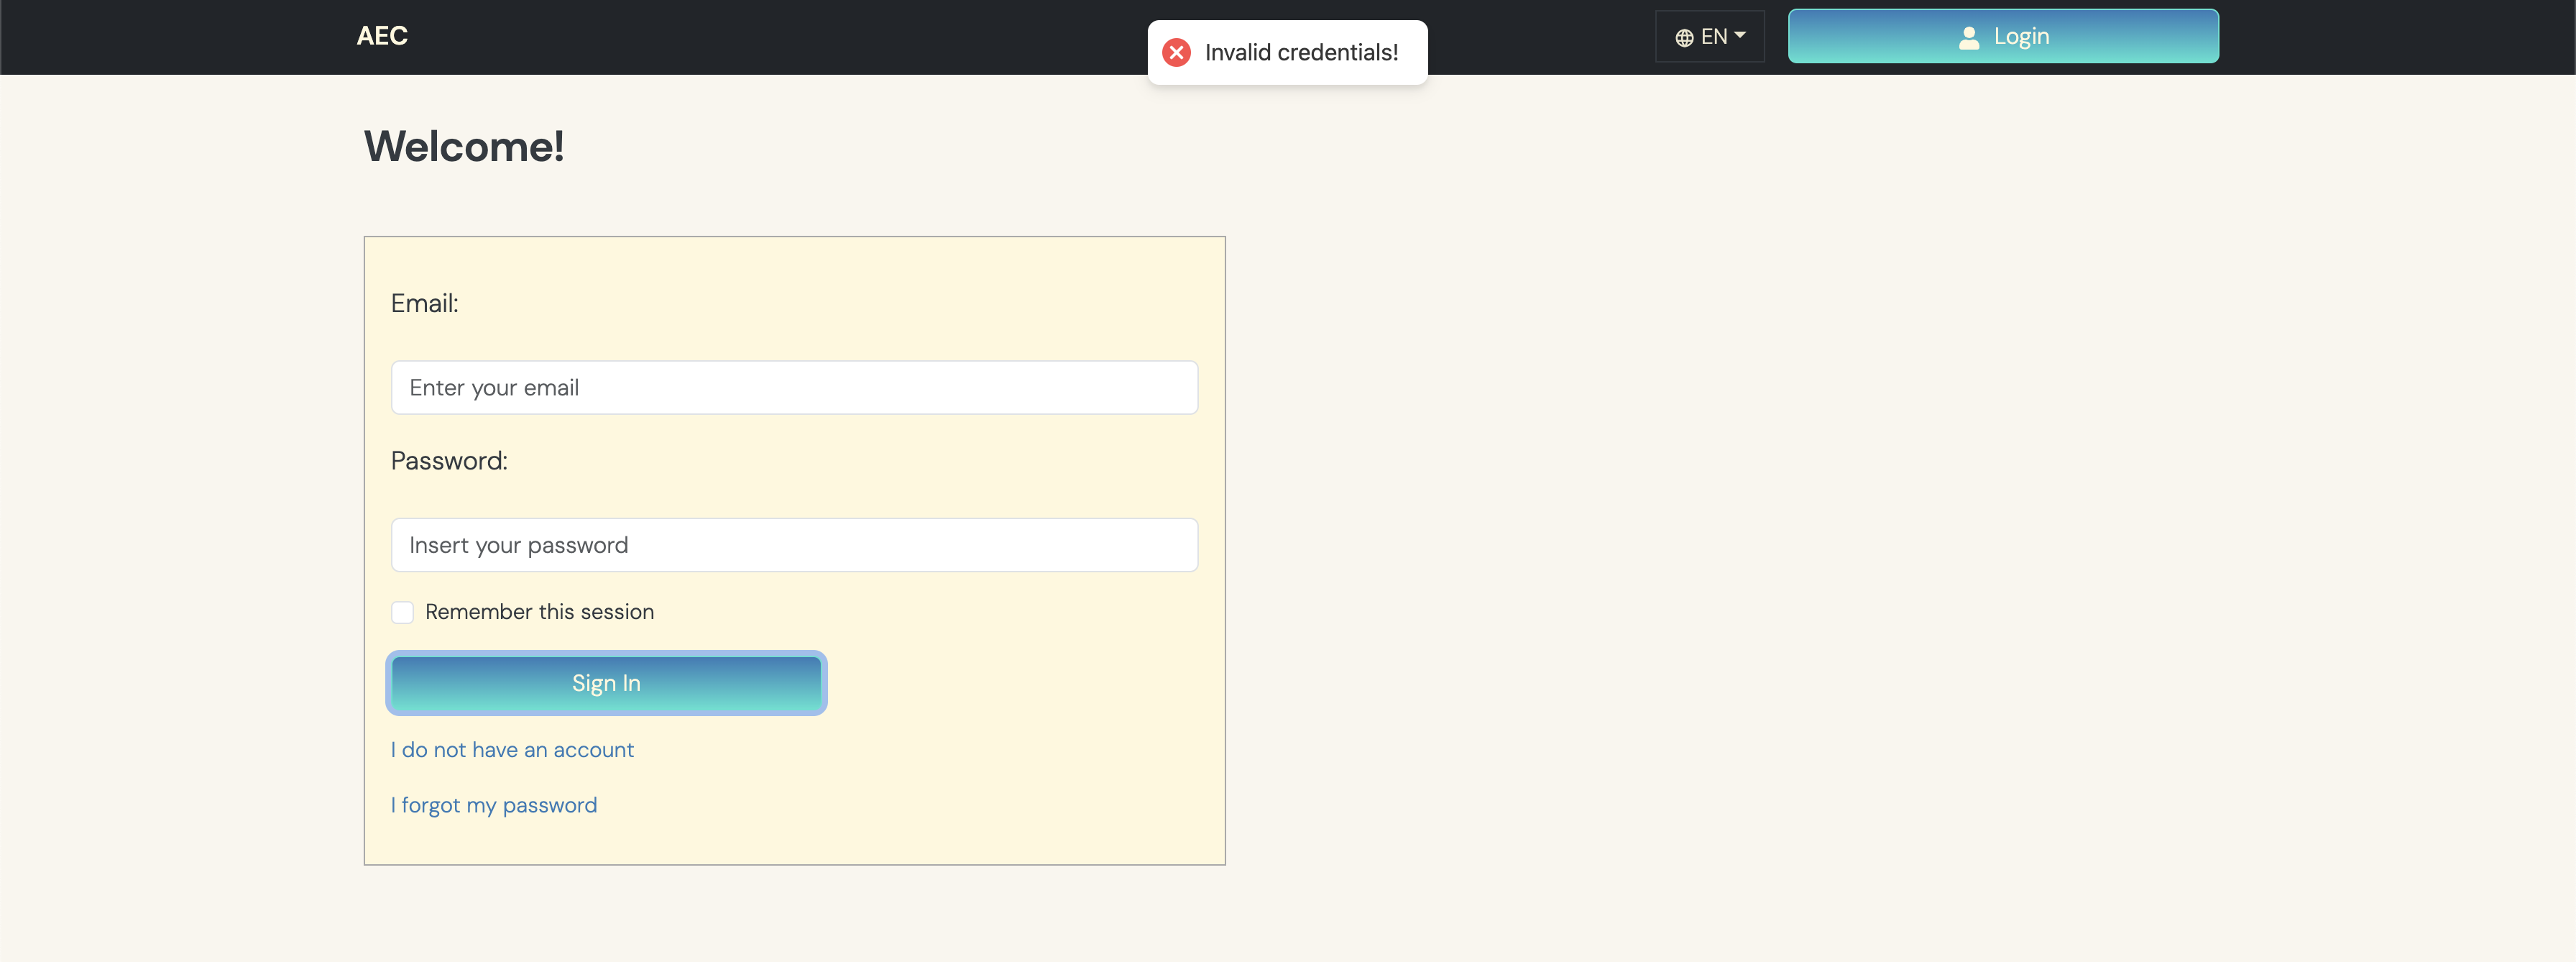 AEC
Invalid credentials!
EN
Login
Welcome!
Email:
Enter your email
Password:
Insert your password
Remember this session
Sign In
I do not have an account
I forgot my password